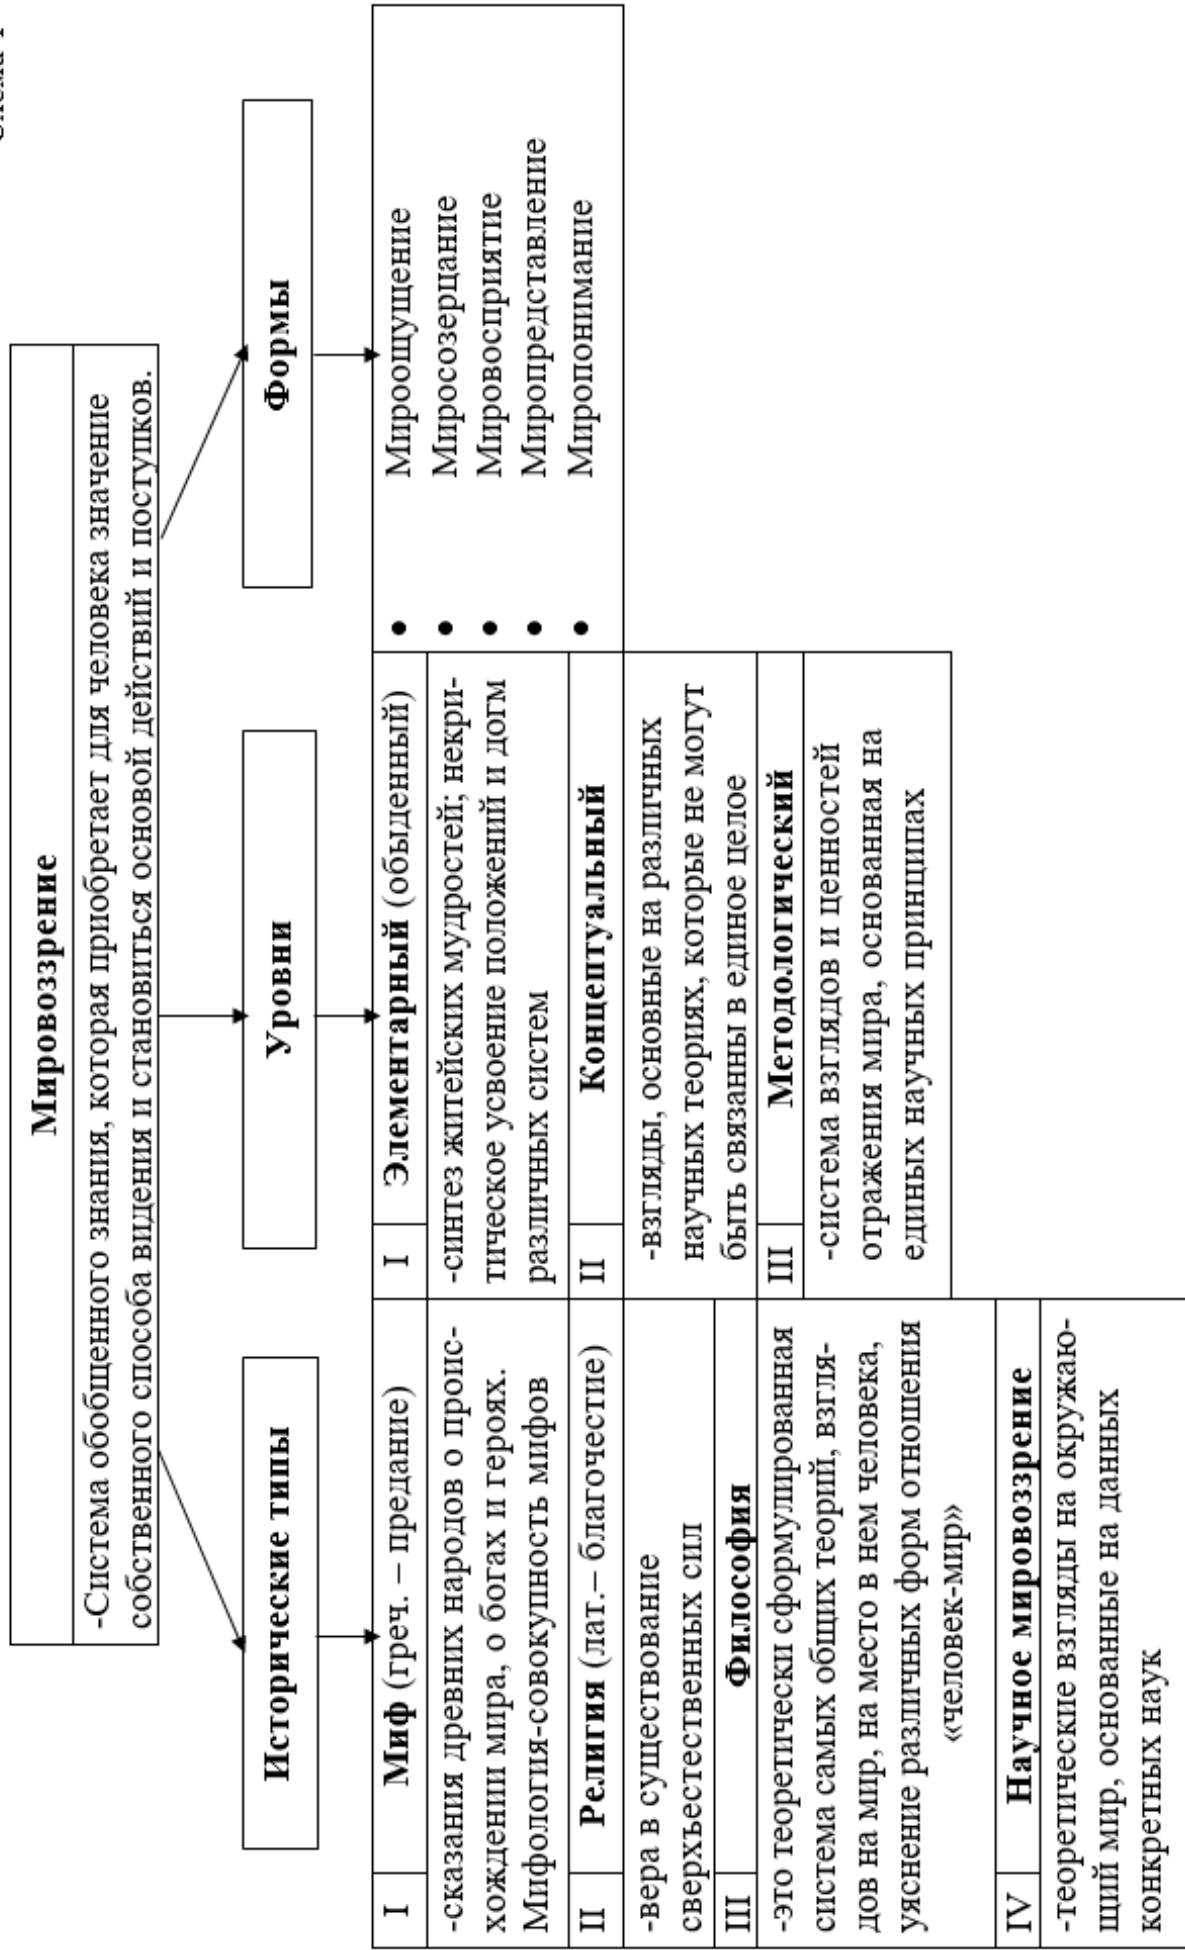 Мировоззрение
-Система обобщенного знания, которая приобретает для человека значение
собственного способа видения и становиться основой действий и поступков.
Исторические типы
Уровни
Формы
I Миф (греч. – предание)
-сказания древних народов о проис-
хождении мира, о богах и героях.
Мифология-совокупность мифов
II Религия (лат.– благочестие)
-вера в существование
сверхъестественных сил
III Философия
-это теоретически сформулированная
система самых общих теорий, взгля-
дов на мир, на место в нем человека,
уяснение различных форм отношения
«человек-мир»
IV Научное мировоззрение
-теоретические взгляды на окружаю-
щий мир, основанные на данных
конкретных наук
I Элементарный (обыденный)
-синтез житейских мудростей; некри-
тическое усвоение положений и догм
различных систем
II Концептуальный
-взгляды, основные на различных
научных теориях, которые не могут
быть связанны в единое целое
III Методологический
-система взглядов и ценностей
отражения мира, основанная на
единых научных принципах
• Мироощущение
• Миросозерцание
• Мировосприятие
• Миропредставление
• Миропонимание